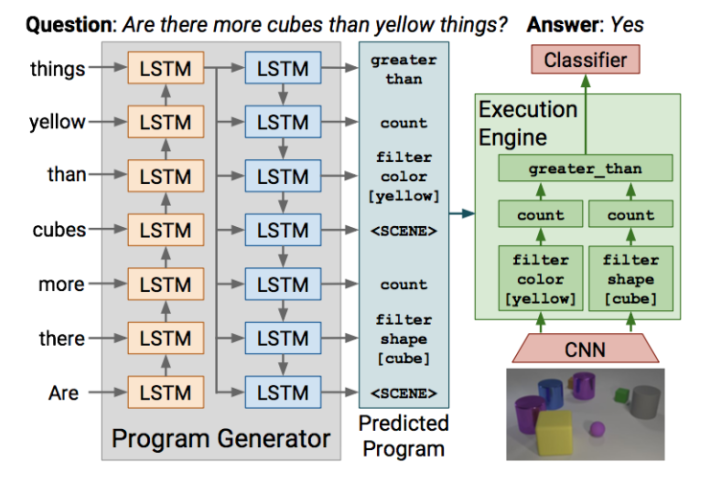 Question: Are there more cubes than yellow things? Answer: Yes
things LSTM LSTM greater than
yellow LSTM LSTM count
than LSTM LSTM filter color [yellow]
cubes LSTM LSTM <SCENE>
more LSTM LSTM count
there LSTM LSTM filter shape [cube]
Are LSTM LSTM <SCENE>
Program Generator
Predicted
Program
Classifier
Execution
Engine
greater_than
count count
filter color [yellow] filter shape [cube]
CNN